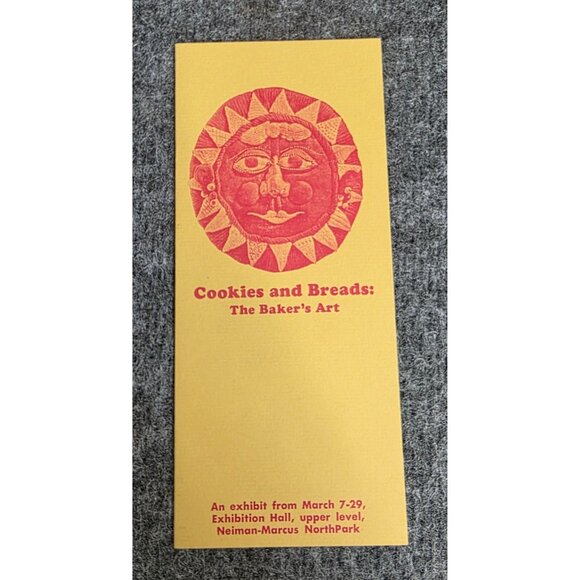 Cookies and Breads:
The Baker's Art
An exhibit from March 7-29,
Exhibition Hall, upper level,
Neiman-Marcus NorthPark